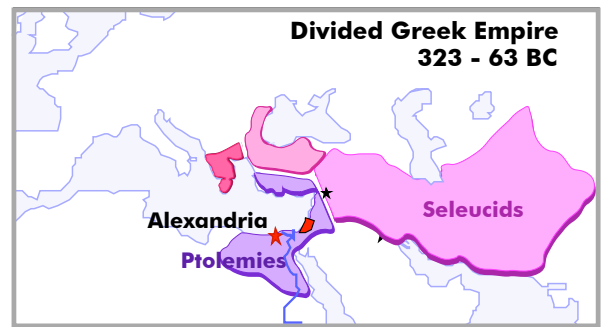 Divided Greek Empire
323 - 63 BC
Seleucids
Alexandria
Ptolemies